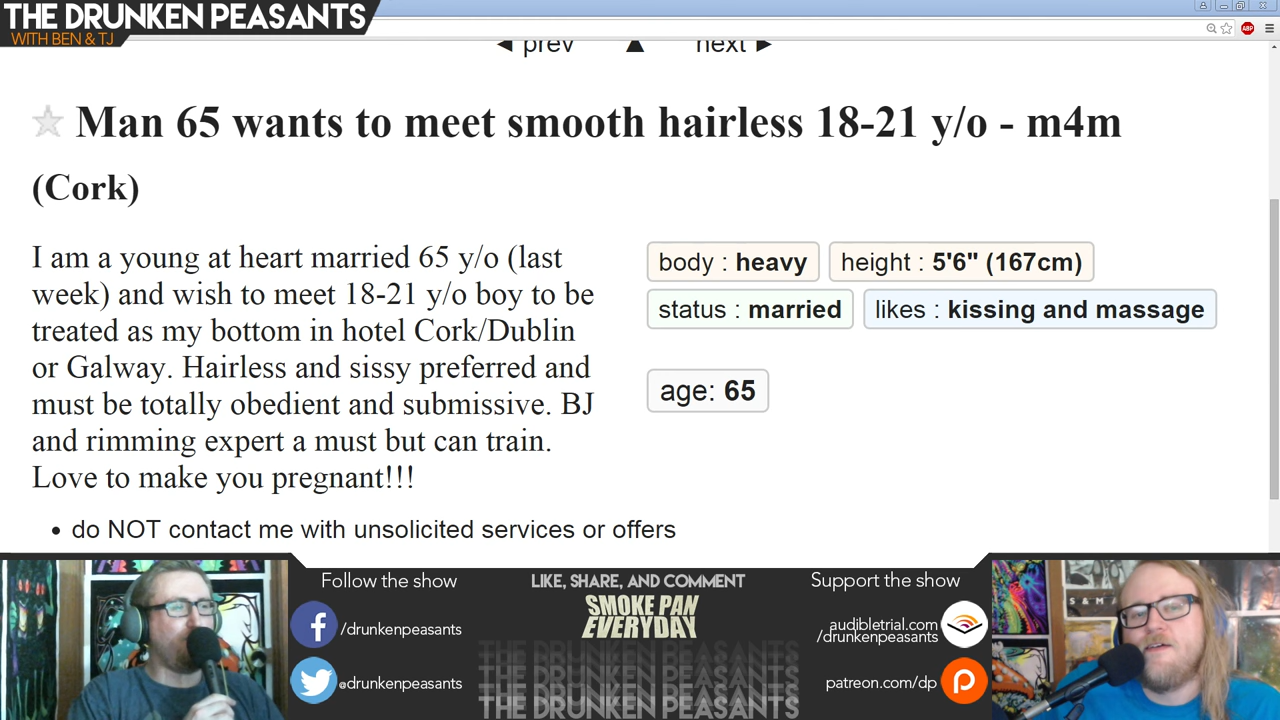 THE DRUNKEN PEASANTS
WITH BEN & TJ
◄ prev ▲ next ►
Man 65 wants to meet smooth hairless 18-21 y/o - m4m
(Cork)
I am a young at heart married 65 y/o (last
week) and wish to meet 18-21 y/o boy to be
treated as my bottom in hotel Cork/Dublin
or Galway. Hairless and sissy preferred and
must be totally obedient and submissive. BJ
and rimming expert a must but can train.
Love to make you pregnant!!!
body : heavy
height : 5'6" (167cm)
status : married
likes : kissing and massage
age: 65
• do NOT contact me with unsolicited services or offers
Follow the show
/drunkenpeasants
@drunkenpeasants
LIKE, SHARE, AND COMMENT
SMOKE PAN
EVERYDAY
THE DRUNKEN PEASANTS
THE DRUNKEN PEASANTS
THE DRUNKEN PEASANTS
Support the show
audibletrial.com
/drunkenpeasants
patreon.com/dp
ABP